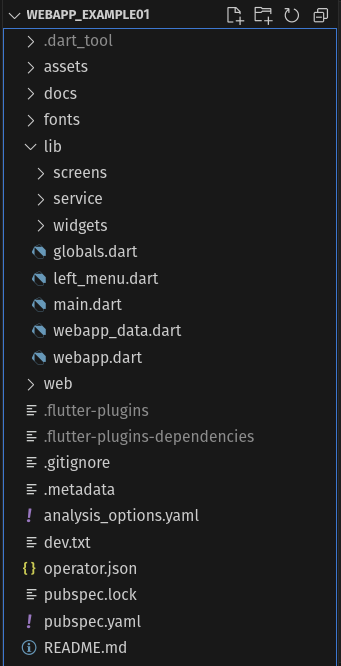 WEBAPP_EXAMPLE01
.dart_tool
assets
docs
fonts
lib
screens
service
widgets
globals.dart
left_menu.dart
main.dart
webapp_data.dart
webapp.dart
web
.flutter-plugins
.flutter-plugins-dependencies
.gitignore
.metadata
analysis_options.yaml
dev.txt
operator.json
pubspec.lock
pubspec.yaml
README.md